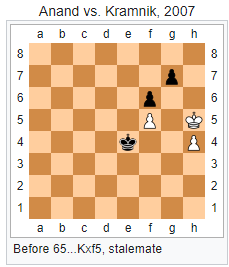 Anand vs. Kramnik, 2007
a b c d e f g h
8 8
7 7
6 6
5 5
4 4
3 3
2 2
1 1
a b c d e f g h
Before 65...Kxf5, stalemate